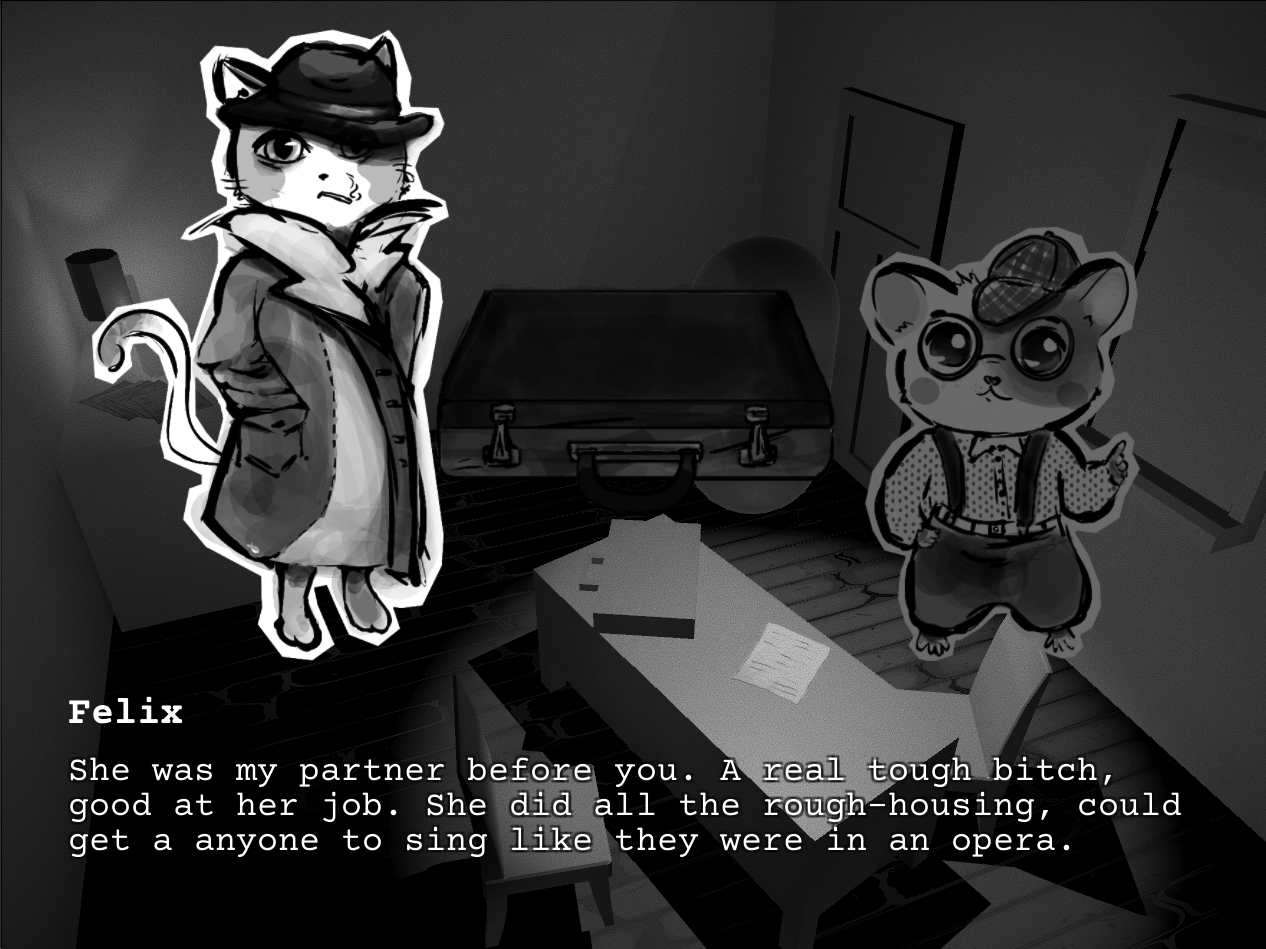 Felix
She was my partner before you. A real tough bitch,
good at her job. She did all the rough-housing, could
get a anyone to sing like they were in an opera.